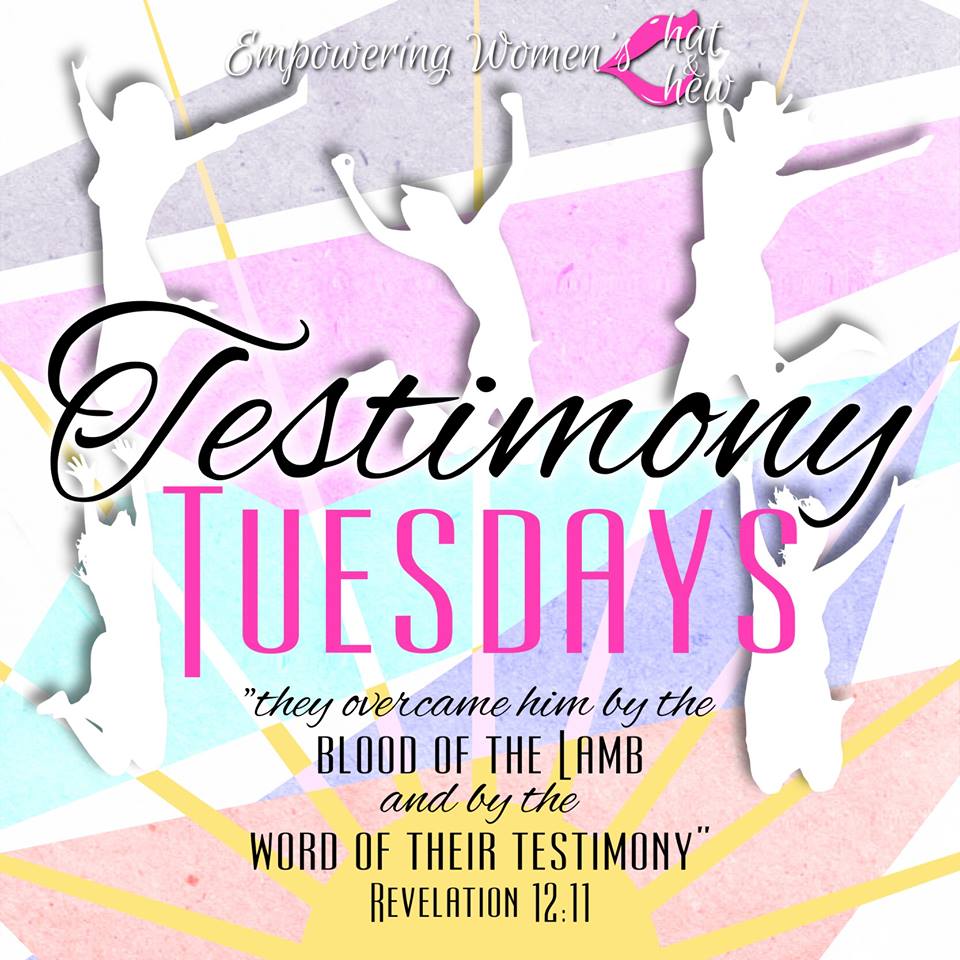 Empowering Women's Chat
&
Chew
Testimony
Tuesdays
"they overcame him by the
blood of the Lamb
and by the
word of their testimony"
Revelation 12:11